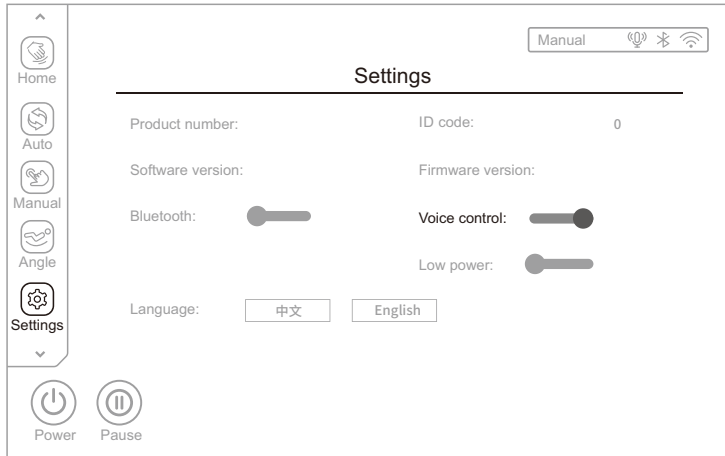 Manual
Home
Settings
Product number:
ID code: 0
Auto
Software version:
Firmware version:
Manual
Bluetooth:
Voice control:
Angle
Low power:
Language: 中文 English
Settings
Power
Pause